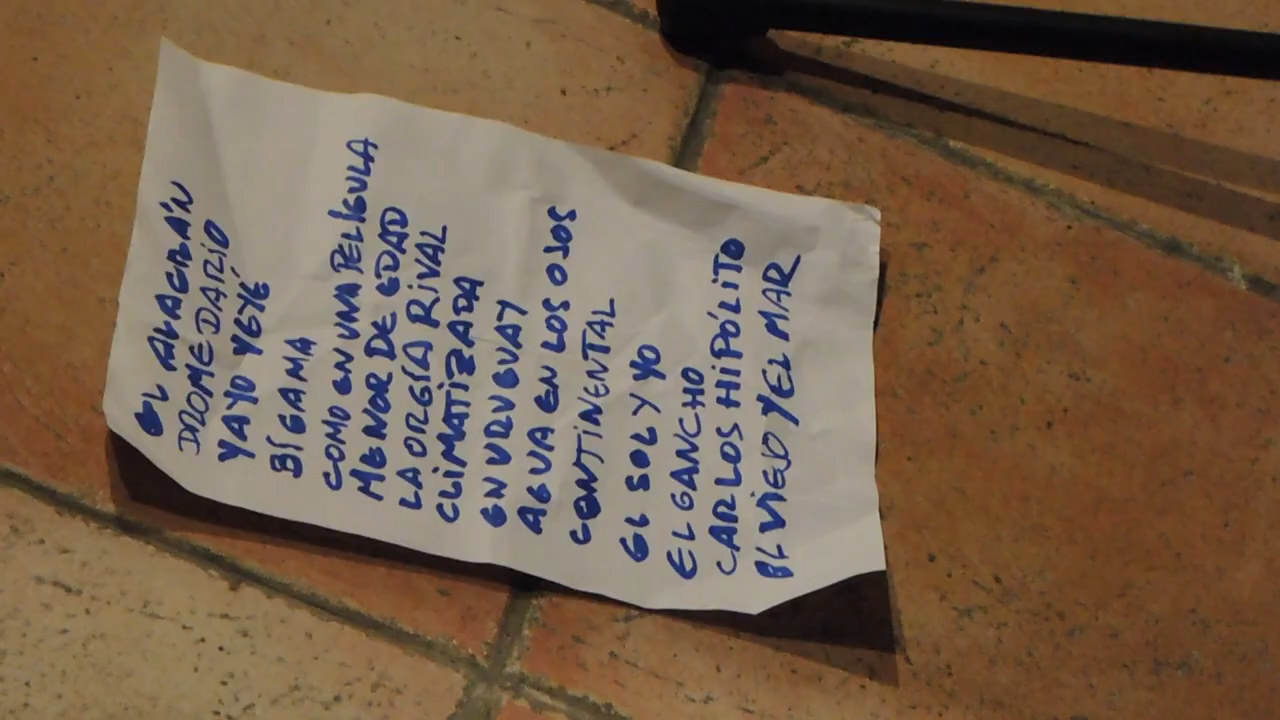 EL ALACRÁN
DROMEDARIO
YAYO YEYÉ
BÍGAMA
COMO EN UNA PELÍGULA
MENOR DE EDAD
LA ORGÍA RIVAL
CLIMATIZADA
EN URUGUAY
AGUA EN LOS OJOS
CONTINENTAL
EL SOL Y YO
EL GANCHO
CARLOS HIPÓLITO
EL VIEJO Y EL MAR